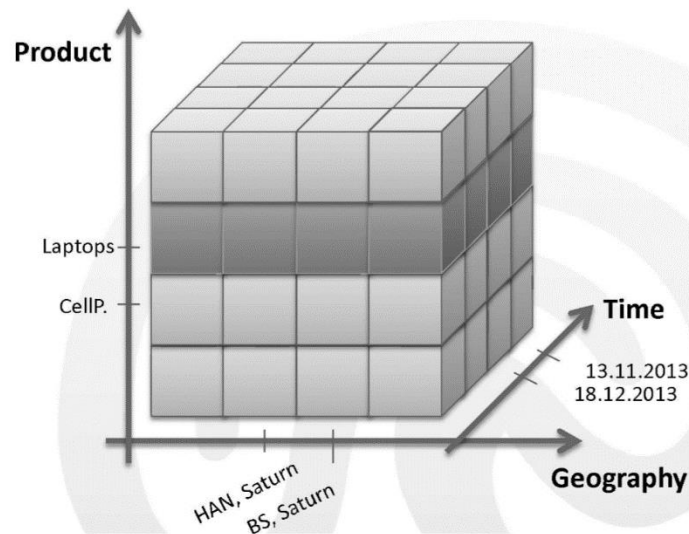 Product
Laptops
CellP.
Time
13.11.2013
18.12.2013
HAN, Saturn
BS, Saturn
Geography